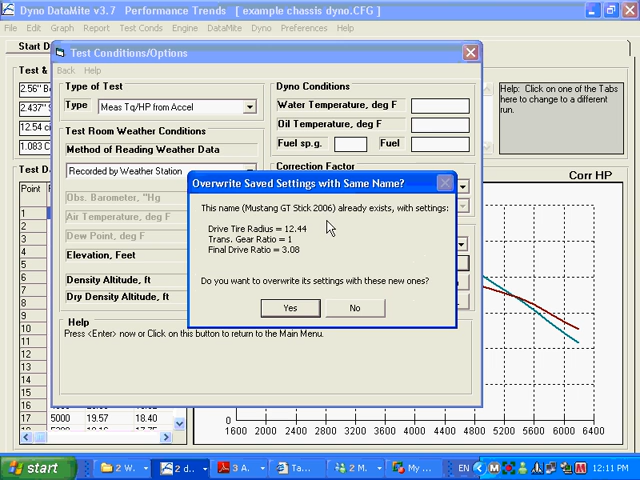 Dyno DataMite v3.7   Performance Trends   [ example chassis dyno.CFG ]
File Edit Graph Report Test Conds Engine DataMite Dyno Preferences Help
Start D
Test Conditions/Options
Back Help
Type of Test
Type Meas Tq/HP from Accel
Test Room Weather Conditions
Method of Reading Weather Data
Recorded by Weather Station
Obs. Barometer, "Hg
Air Temperature, deg F
Dew Point, deg F
Elevation, Feet
Density Altitude, ft
Dry Density Altitude, ft
Dyno Conditions
Water Temperature, deg F
Oil Temperature, deg F
Fuel sp.g. Fuel
Correction Factor
Help: Click on one of the Tabs
here to change to a different
run.
Test &
2.56" B
2.437"
12.54 ci
1.083 C
Test Da
Point
1
2
3
4
5
6
7
8
9
10
11
12
13
14
15
16
17
5000 19.57 18.40
Corr HP
Overwrite Saved Settings with Same Name?
This name (Mustang GT Stick 2006) already exists, with settings:
Drive Tire Radius = 12.44
Trans. Gear Ratio = 1
Final Drive Ratio = 3.08
Do you want to overwrite its settings with these new ones?
Yes No
Help
Press <Enter> now or Click on this button to return to the Main Menu.
0
1600 2000 2400 2800 3200 3600 4000 4400 4800 5200 5600 6000 6400
start 2 W.. 2 d.. 3 A.. Ta... 2 M.. My ... EN 12:11 PM